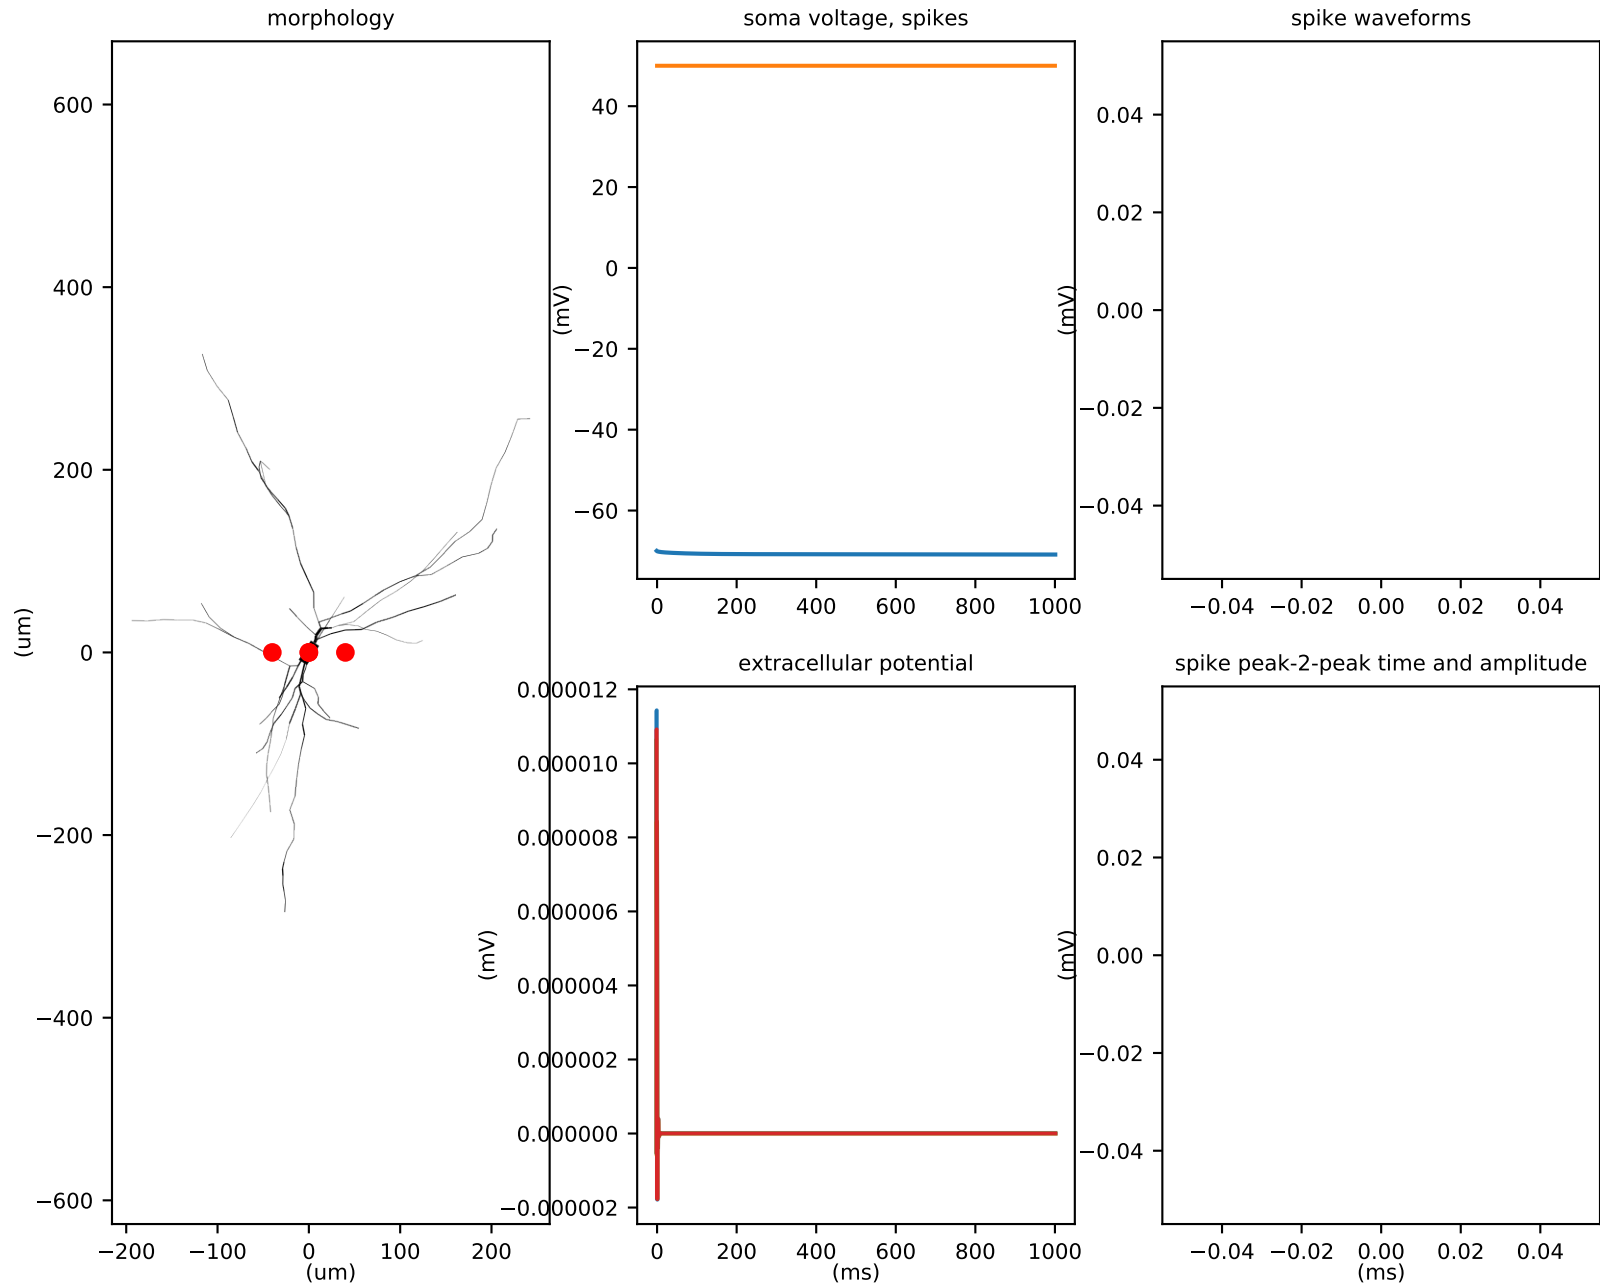 morphology
600
400
200
0
−200
−400
−600
(um)
−200 −100 0 100 200
(um)
soma voltage, spikes
40
20
0
−20
−40
−60
(mV)
0 200 400 600 800 1000
spike waveforms
0.04
0.02
0.00
−0.02
−0.04
(mV)
−0.04 −0.02 0.00 0.02 0.04
extracellular potential
0.000012
0.000010
0.000008
0.000006
0.000004
0.000002
0.000000
−0.000002
(mV)
0 200 400 600 800 1000
(ms)
spike peak-2-peak time and amplitude
0.04
0.02
0.00
−0.02
−0.04
(mV)
−0.04 −0.02 0.00 0.02 0.04
(ms)